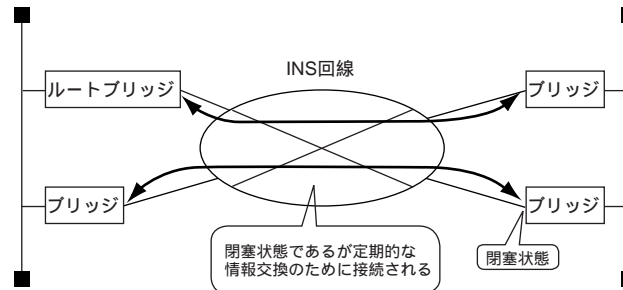 INS回線
ルートブリッジ
ブリッジ
ブリッジ
ブリッジ
閉塞状態であるが定期的な
情報交換のために接続される
閉塞状態